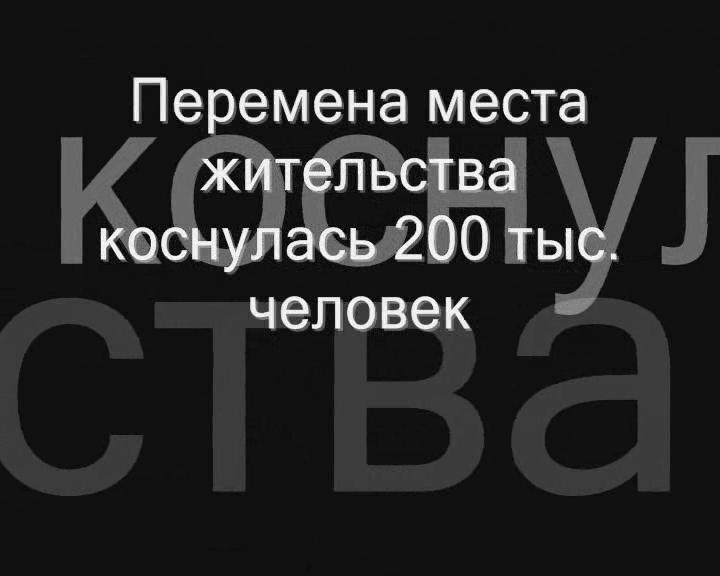 Перемена места
жительства
коснулась 200 тыс.
человек
коснул
ства